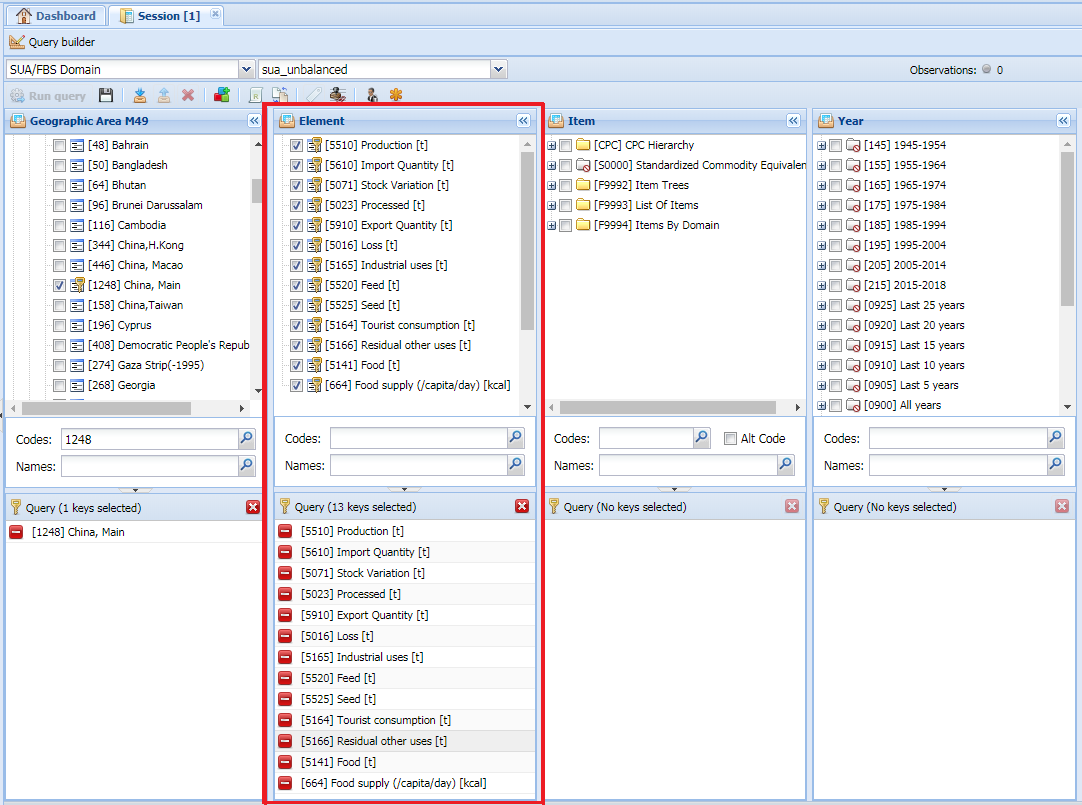 Dashboard
Session [1]
Query builder
SUA/FBS Domain
sua_unbalanced
Observations: 0
Run query
Geographic Area M49
[48] Bahrain
[50] Bangladesh
[64] Bhutan
[96] Brunei Darussalam
[116] Cambodia
[344] China,H.Kong
[446] China, Macao
[1248] China, Main
[158] China,Taiwan
[196] Cyprus
[408] Democratic People's Repub
[274] Gaza Strip(-1995)
[268] Georgia
Codes: 1248
Names:
Query (1 keys selected)
[1248] China, Main
Element
[5510] Production [t]
[5610] Import Quantity [t]
[5071] Stock Variation [t]
[5023] Processed [t]
[5910] Export Quantity [t]
[5016] Loss [t]
[5165] Industrial uses [t]
[5520] Feed [t]
[5525] Seed [t]
[5164] Tourist consumption [t]
[5166] Residual other uses [t]
[5141] Food [t]
[664] Food supply (/capita/day) [kcal]
Codes:
Names:
Query (13 keys selected)
[5510] Production [t]
[5610] Import Quantity [t]
[5071] Stock Variation [t]
[5023] Processed [t]
[5910] Export Quantity [t]
[5016] Loss [t]
[5165] Industrial uses [t]
[5520] Feed [t]
[5525] Seed [t]
[5164] Tourist consumption [t]
[5166] Residual other uses [t]
[5141] Food [t]
[664] Food supply (/capita/day) [kcal]
Item
[CPC] CPC Hierarchy
[S0000] Standardized Commodity Equivalen
[F9992] Item Trees
[F9993] List Of Items
[F9994] Items By Domain
Codes:
Alt Code
Names:
Query (No keys selected)
Year
[145] 1945-1954
[155] 1955-1964
[165] 1965-1974
[175] 1975-1984
[185] 1985-1994
[195] 1995-2004
[205] 2005-2014
[215] 2015-2018
[0925] Last 25 years
[0920] Last 20 years
[0915] Last 15 years
[0910] Last 10 years
[0905] Last 5 years
[0900] All years
Codes:
Names:
Query (No keys selected)